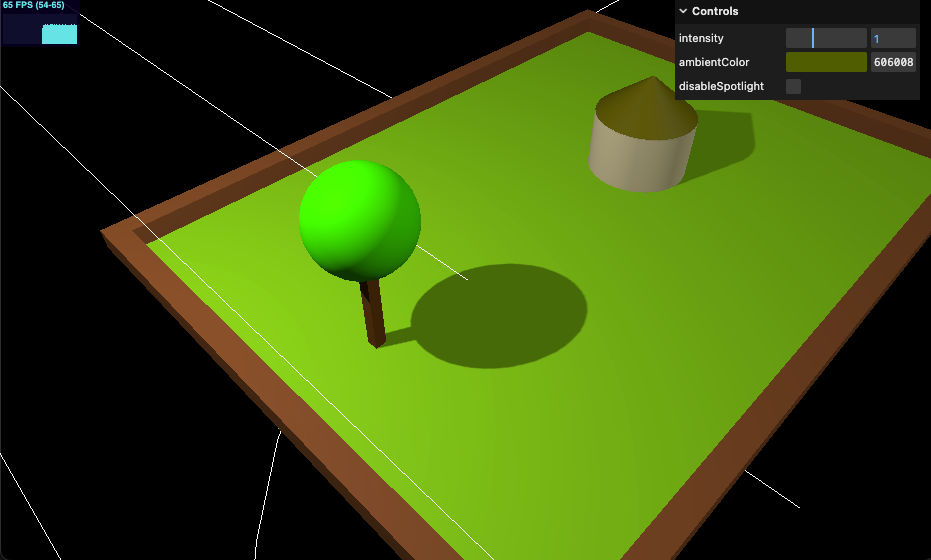 65 FPS (54-65)
Controls
intensity 1
ambientColor 606008
disableSpotlight